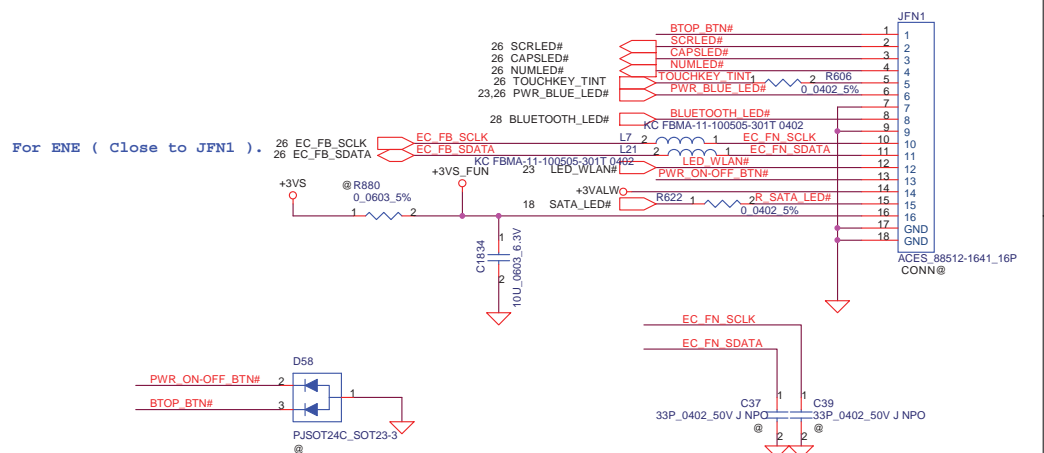 JFN1
BTOP_BTN# 1 1
26 SCRLED# SCRLED# 2 2
26 CAPSLED# CAPSLED# 3 3
26 NUMLED# NUMLED# 4 4
26 TOUCHKEY_TINT TOUCHKEY_TINT 1 2 R606 5 5
23,26 PWR_BLUE_LED# PWR_BLUE_LED# 0_0402_5% 6 6
7 7
28 BLUETOOTH_LED# BLUETOOTH_LED# 8 8
KC FBMA-11-100505-301T 0402 9 9
For ENE ( Close to JFN1 ). 26 EC_FB_SCLK EC_FB_SCLK L7 2 1 EC_FN_SCLK 10 10
26 EC_FB_SDATA EC_FB_SDATA L21 2 1 EC_FN_SDATA 11 11
KC FBMA-11-100505-301T 0402
23 LED_WLAN# LED_WLAN# 12 12
PWR_ON-OFF_BTN# 13 13
+3VALW 14 14
18 SATA_LED# R622 1 2 R_SATA_LED# 15 15
0_0402_5% 16 16
17 GND
18 GND
ACES_88512-1641_16P
CONN@
+3VS
@
R880
0_0603_5%
1 2
+3VS_FUN
C1834
10U_0603_6.3V
1
2
EC_FN_SCLK
EC_FN_SDATA
D58
PWR_ON-OFF_BTN# 2 1
BTOP_BTN# 3
PJSOT24C_SOT23-3
@
1 1
C37 C39
33P_0402_50V J NPO 33P_0402_50V J NPO
@ @
2 2